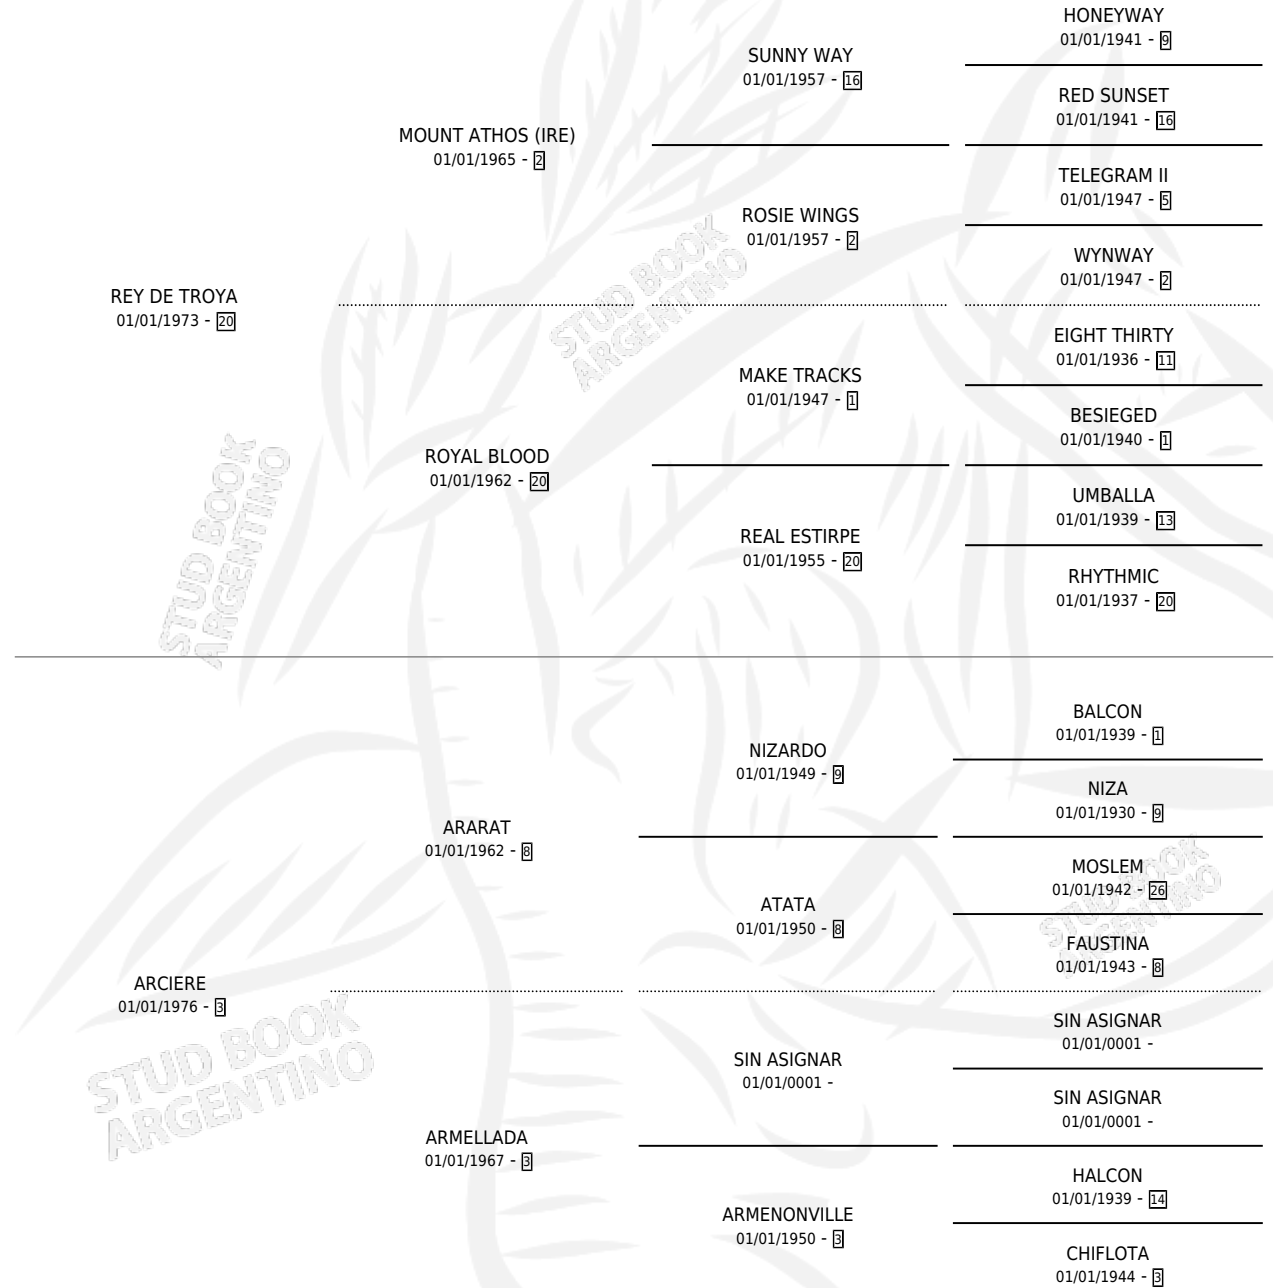 HONEYWAY
01/01/1941 - 9
SUNNY WAY
01/01/1957 - 16
RED SUNSET
01/01/1941 - 16
MOUNT ATHOS (IRE)
01/01/1965 - 2
TELEGRAM II
01/01/1947 - 5
ROSIE WINGS
01/01/1957 - 2
WYNWAY
01/01/1947 - 2
REY DE TROYA
01/01/1973 - 20
EIGHT THIRTY
01/01/1936 - 11
MAKE TRACKS
01/01/1947 - 1
BESIEGED
01/01/1940 - 1
ROYAL BLOOD
01/01/1962 - 20
UMBALLA
01/01/1939 - 13
REAL ESTIRPE
01/01/1955 - 20
RHYTHMIC
01/01/1937 - 20
BALCON
01/01/1939 - 1
NIZARDO
01/01/1949 - 9
NIZA
01/01/1930 - 9
ARARAT
01/01/1962 - 8
MOSLEM
01/01/1942 - 26
ATATA
01/01/1950 - 8
FAUSTINA
01/01/1943 - 8
ARCIERE
01/01/1976 - 3
SIN ASIGNAR
01/01/0001 -
SIN ASIGNAR
01/01/0001 -
SIN ASIGNAR
01/01/0001 -
ARMELLADA
01/01/1967 - 3
HALCON
01/01/1939 - 14
ARMENONVILLE
01/01/1950 - 3
CHIFLOTA
01/01/1944 - 3
STUD BOOK
ARGENTINO
STUD BOOK
ARGENTINO
STUD BOOK
ARGENTINO
STUD BOOK
ARGENTINO